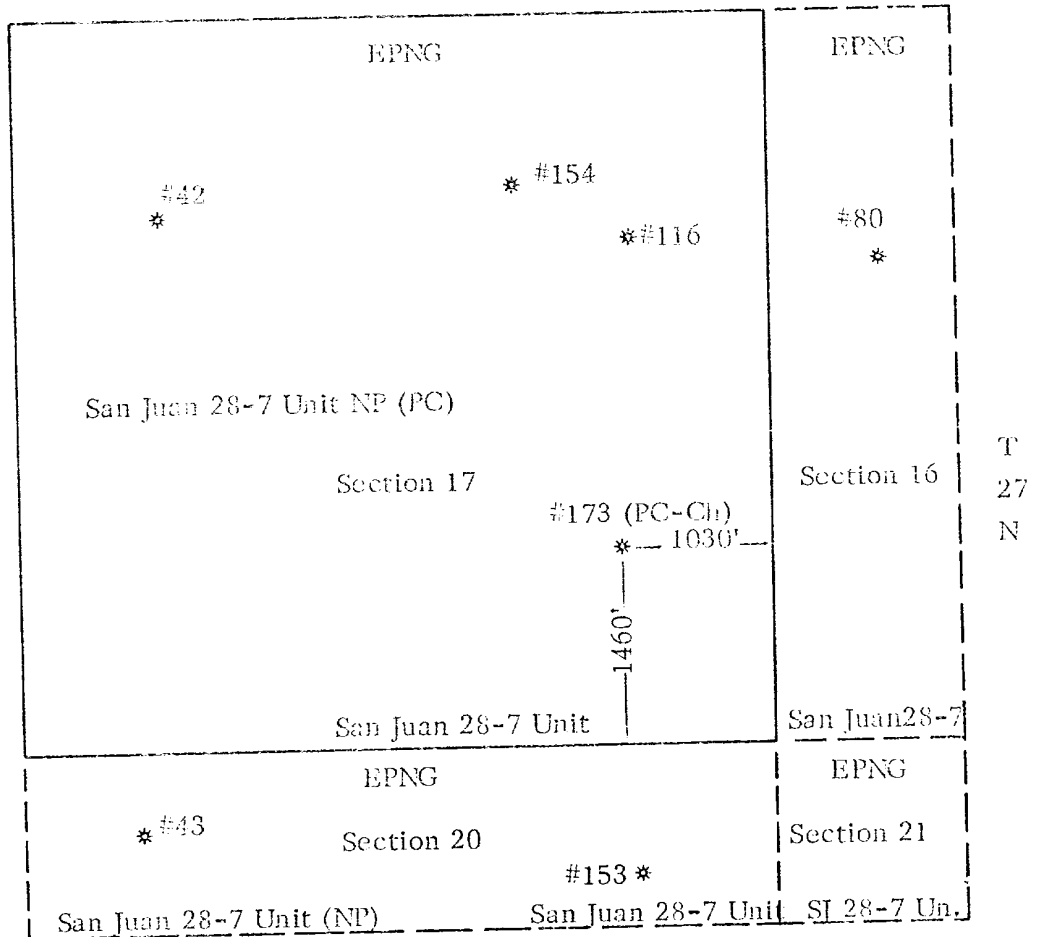 EPNG
EPNG
#42
#154
#116
#80
San Juan 28-7 Unit NP (PC)
Section 17
Section 16
T
27
N
#173 (PC-Ch)
1030'
1460'
San Juan 28-7 Unit
San Juan28-7
EPNG
EPNG
#43
Section 20
Section 21
#153
San Juan 28-7 Unit (NP)
San Juan 28-7 Unit
SJ 28-7 Un.